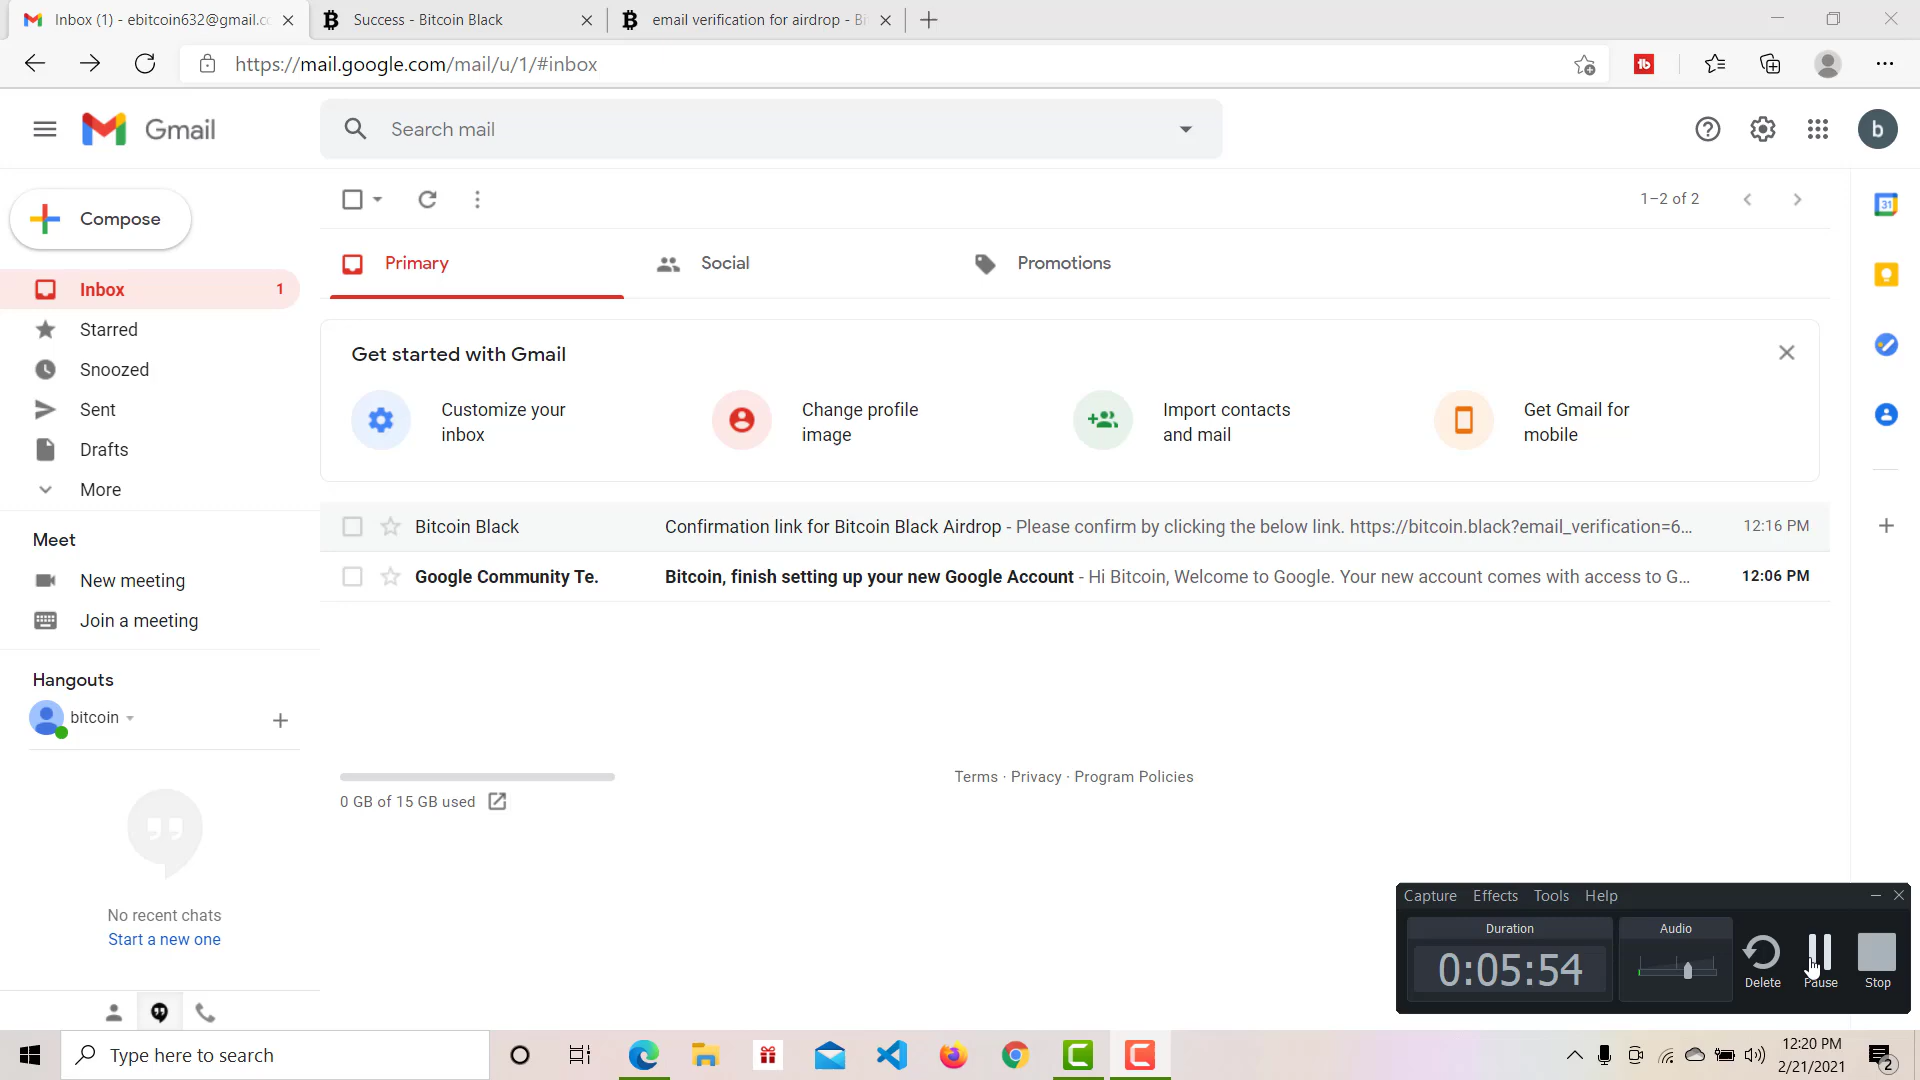 Inbox (1) - ebitcoin632@gmail.co
Success - Bitcoin Black
email verification for airdrop - Bi
https://mail.google.com/mail/u/1/#inbox
Gmail
Search mail
b
Compose
1–2 of 2
Primary
Social
Promotions
Inbox 1
Starred
Snoozed
Sent
Drafts
More
Get started with Gmail
Customize your
inbox
Change profile
image
Import contacts
and mail
Get Gmail for
mobile
Bitcoin Black Confirmation link for Bitcoin Black Airdrop - Please confirm by clicking the below link. https://bitcoin.black?email_verification=6... 12:16 PM
Google Community Te. Bitcoin, finish setting up your new Google Account - Hi Bitcoin, Welcome to Google. Your new account comes with access to G... 12:06 PM
Meet
New meeting
Join a meeting
Hangouts
bitcoin
No recent chats
Start a new one
0 GB of 15 GB used
Terms · Privacy · Program Policies
31
Capture Effects Tools Help
Duration
0:05:54
Audio
Delete
Pause
Stop
Type here to search
12:20 PM
2/21/2021
2